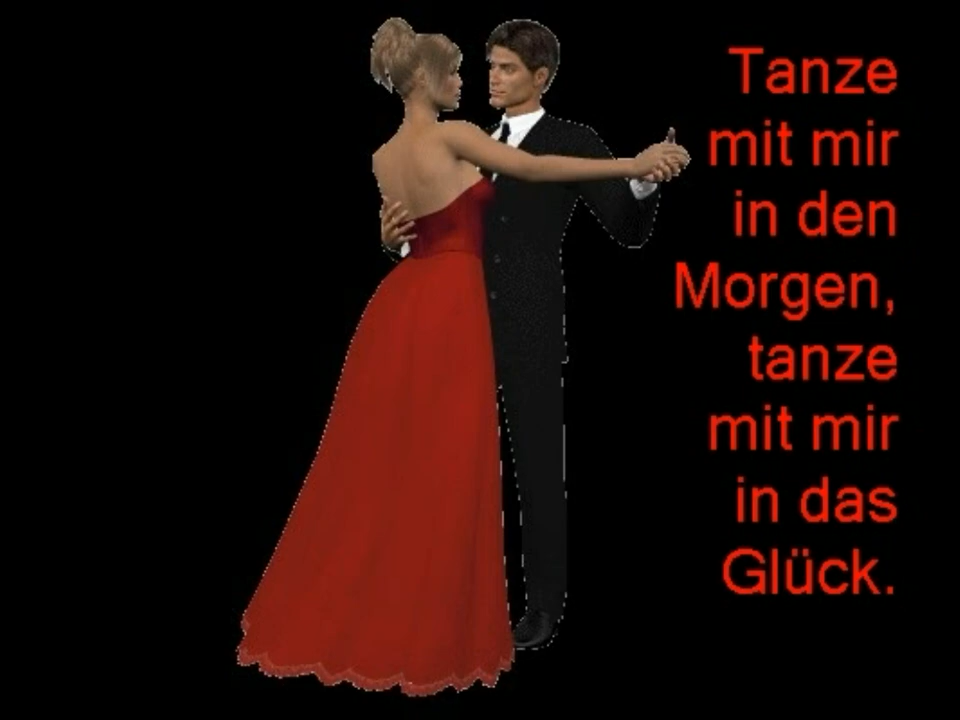 Tanze
mit mir
in den
Morgen,
tanze
mit mir
in das
Glück.